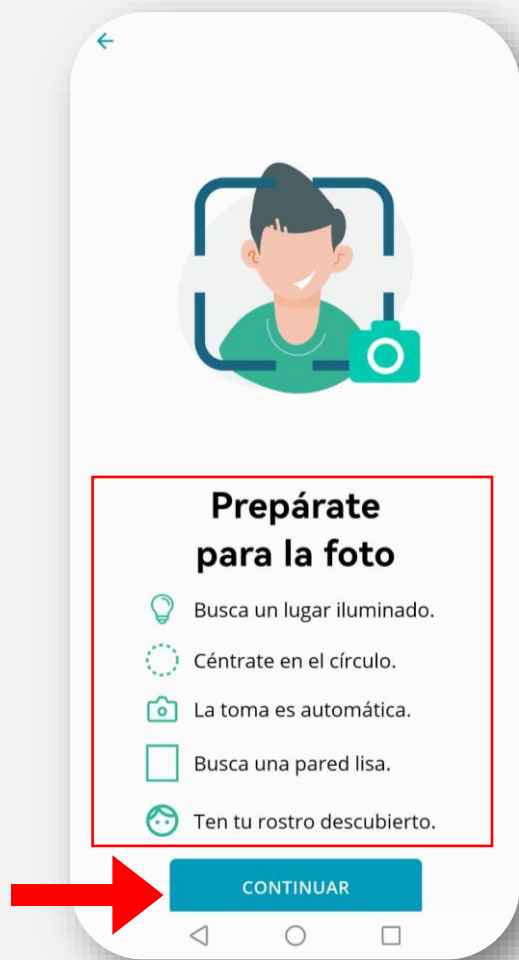 Prepárate
para la foto
Busca un lugar iluminado.
Céntrate en el círculo.
La toma es automática.
Busca una pared lisa.
Ten tu rostro descubierto.
CONTINUAR